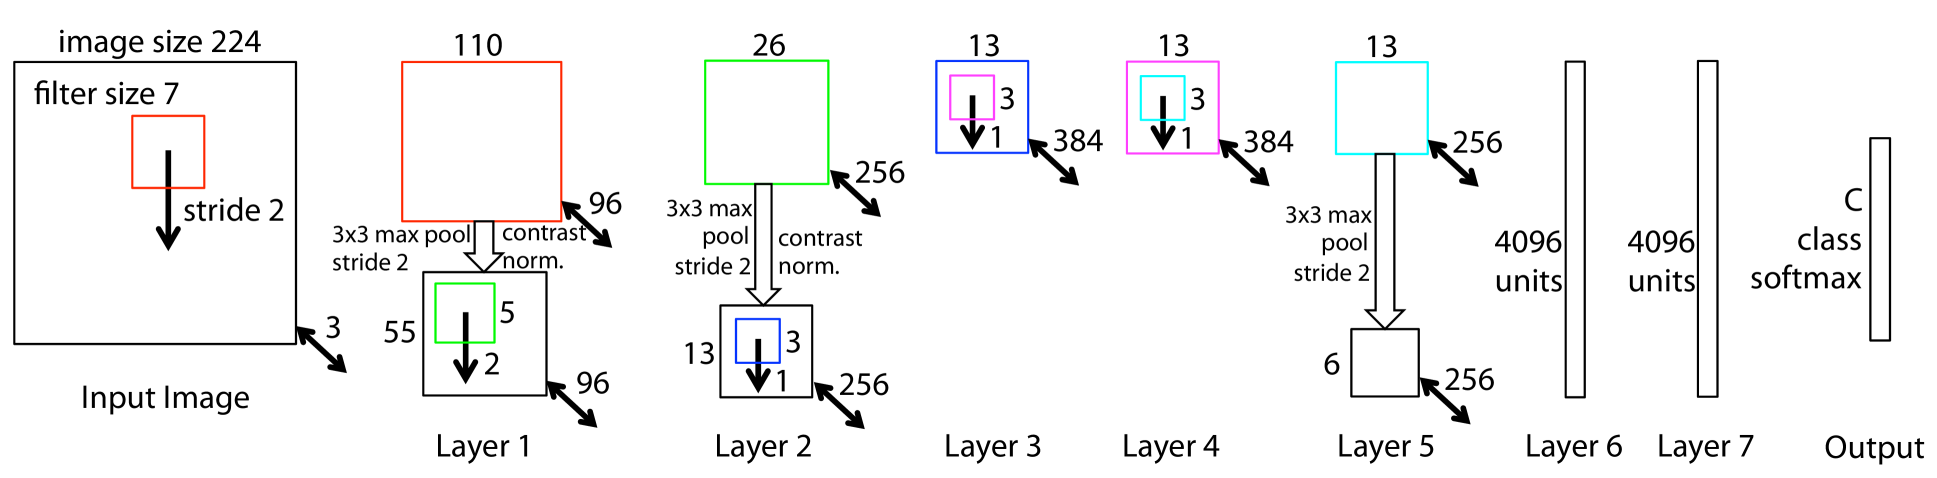 image size 224
filter size 7
stride 2
3
Input Image
110
96
3x3 max pool
stride 2
contrast
norm.
55
5
2
96
Layer 1
26
256
3x3 max
pool
stride 2
contrast
norm.
13
3
1
256
Layer 2
13
3
1
384
Layer 3
13
3
1
384
Layer 4
13
256
3x3 max
pool
stride 2
6
256
Layer 5
4096
units
Layer 6
4096
units
Layer 7
C
class
softmax
Output